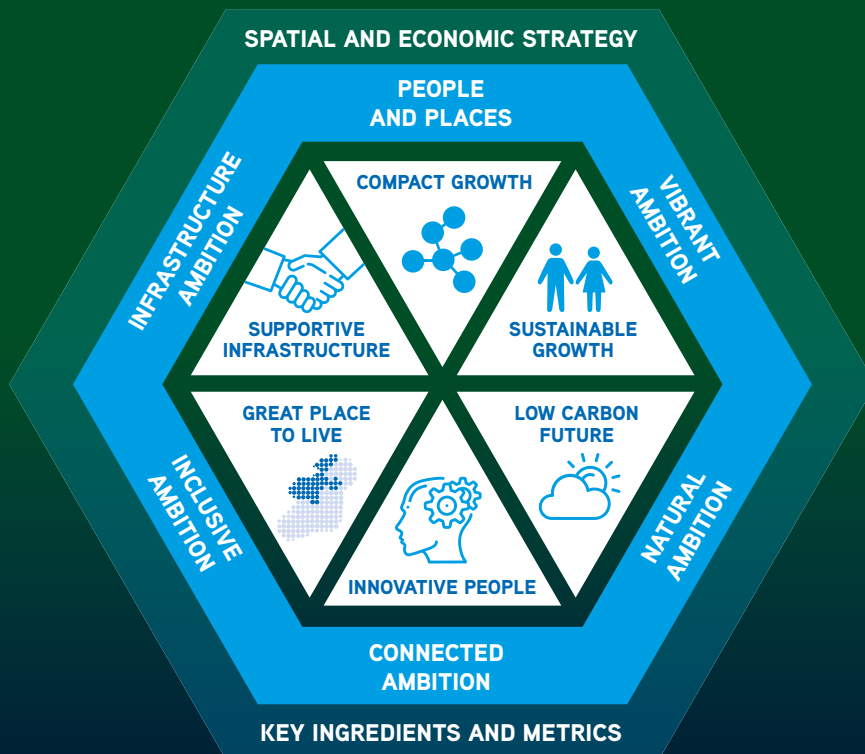 SPATIAL AND ECONOMIC STRATEGY
PEOPLE
AND PLACES
INFRASTRUCTURE
AMBITION
VIBRANT
AMBITION
COMPACT GROWTH
SUPPORTIVE
INFRASTRUCTURE
SUSTAINABLE
GROWTH
GREAT PLACE
TO LIVE
LOW CARBON
FUTURE
INNOVATIVE PEOPLE
INCLUSIVE
AMBITION
NATURAL
AMBITION
CONNECTED
AMBITION
KEY INGREDIENTS AND METRICS